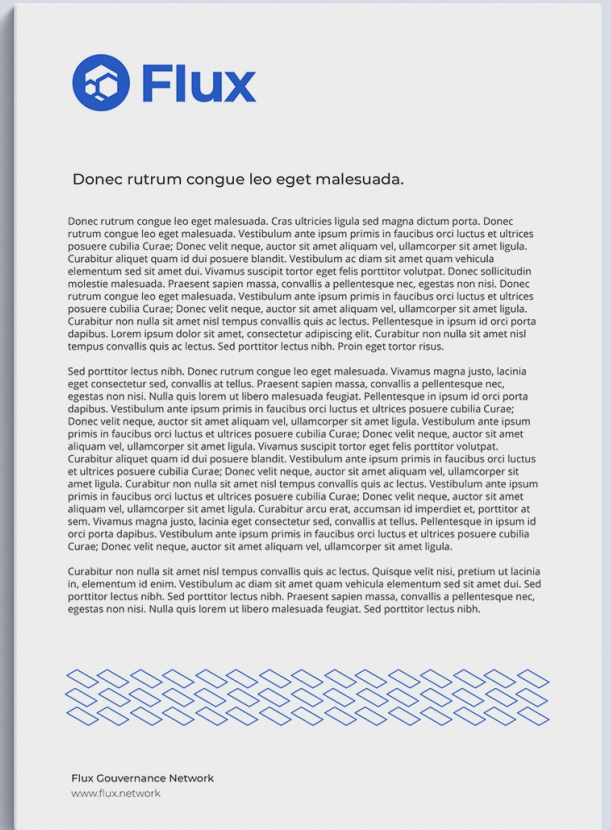 Flux
Donec rutrum congue leo eget malesuada.
Donec rutrum congue leo eget malesuada. Cras ultricies ligula sed magna dictum porta. Donec
rutrum congue leo eget malesuada. Vestibulum ante ipsum primis in faucibus orci luctus et ultrices
posuere cubilia Curae; Donec velit neque, auctor sit amet aliquam vel, ullamcorper sit amet ligula.
Curabitur aliquet quam id dui posuere blandit. Vestibulum ac diam sit amet quam vehicula
elementum sed sit amet dui. Vivamus suscipit tortor eget felis porttitor volutpat. Donec sollicitudin
molestie malesuada. Praesent sapien massa, convallis a pellentesque nec, egestas non nisi. Donec
rutrum congue leo eget malesuada. Vestibulum ante ipsum primis in faucibus orci luctus et ultrices
posuere cubilia Curae; Donec velit neque, auctor sit amet aliquam vel, ullamcorper sit amet ligula.
Curabitur non nulla sit amet nisl tempus convallis quis ac lectus. Pellentesque in ipsum id orci porta
dapibus. Lorem ipsum dolor sit amet, consectetur adipiscing elit. Curabitur non nulla sit amet nisl
tempus convallis quis ac lectus. Sed porttitor lectus nibh. Proin eget tortor risus.
Sed porttitor lectus nibh. Donec rutrum congue leo eget malesuada. Vivamus magna justo, lacinia
eget consectetur sed, convallis at tellus. Praesent sapien massa, convallis a pellentesque nec,
egestas non nisi. Nulla quis lorem ut libero malesuada feugiat. Pellentesque in ipsum id orci porta
dapibus. Vestibulum ante ipsum primis in faucibus orci luctus et ultrices posuere cubilia Curae;
Donec velit neque, auctor sit amet aliquam vel, ullamcorper sit amet ligula. Vestibulum ante ipsum
primis in faucibus orci luctus et ultrices posuere cubilia Curae; Donec velit neque, auctor sit amet
aliquam vel, ullamcorper sit amet ligula. Vivamus suscipit tortor eget felis porttitor volutpat.
Curabitur aliquet quam id dui posuere blandit. Vestibulum ante ipsum primis in faucibus orci luctus
et ultrices posuere cubilia Curae; Donec velit neque, auctor sit amet aliquam vel, ullamcorper sit
amet ligula. Curabitur non nulla sit amet nisl tempus convallis quis ac lectus. Vestibulum ante ipsum
primis in faucibus orci luctus et ultrices posuere cubilia Curae; Donec velit neque, auctor sit amet
aliquam vel, ullamcorper sit amet ligula. Curabitur arcu erat, accumsan id imperdiet et, porttitor at
sem. Vivamus magna justo, lacinia eget consectetur sed, convallis at tellus. Pellentesque in ipsum id
orci porta dapibus. Vestibulum ante ipsum primis in faucibus orci luctus et ultrices posuere cubilia
Curae; Donec velit neque, auctor sit amet aliquam vel, ullamcorper sit amet ligula.
Curabitur non nulla sit amet nisl tempus convallis quis ac lectus. Quisque velit nisi, pretium ut lacinia
in, elementum id enim. Vestibulum ac diam sit amet quam vehicula elementum sed sit amet dui. Sed
porttitor lectus nibh. Sed porttitor lectus nibh. Praesent sapien massa, convallis a pellentesque nec,
egestas non nisi. Nulla quis lorem ut libero malesuada feugiat. Sed porttitor lectus nibh.
Flux Gouvernance Network
www.flux.network